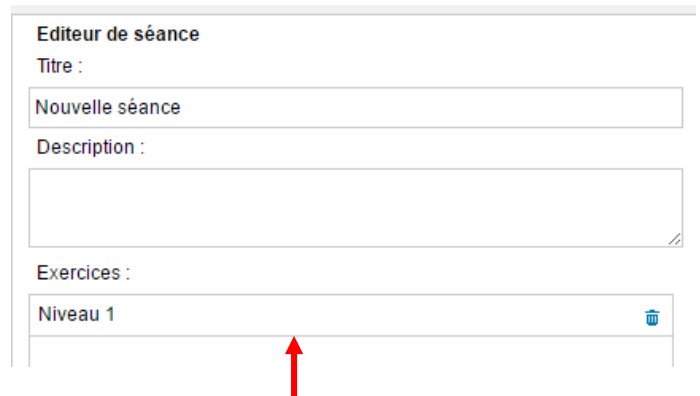 Editeur de séance
Titre :
Nouvelle séance
Description :
Exercices :
Niveau 1